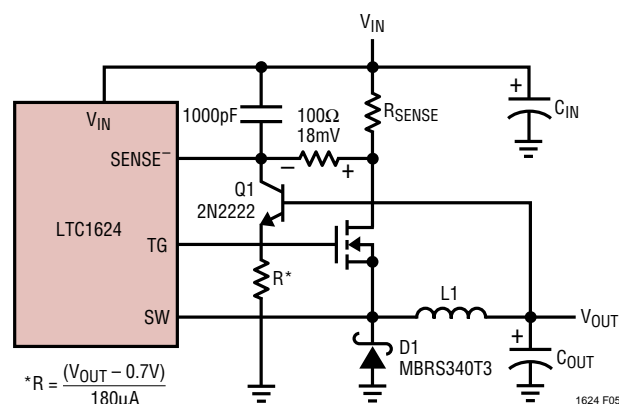 V_IN
V_IN
1000pF
100Ω
18mV
R_SENSE
+
C_IN
SENSE⁻
−
+
Q1
2N2222
LTC1624
TG
R*
L1
SW
V_OUT
D1
MBRS340T3
+
C_OUT
*R = (V_OUT – 0.7V)
180µA
1624 F05